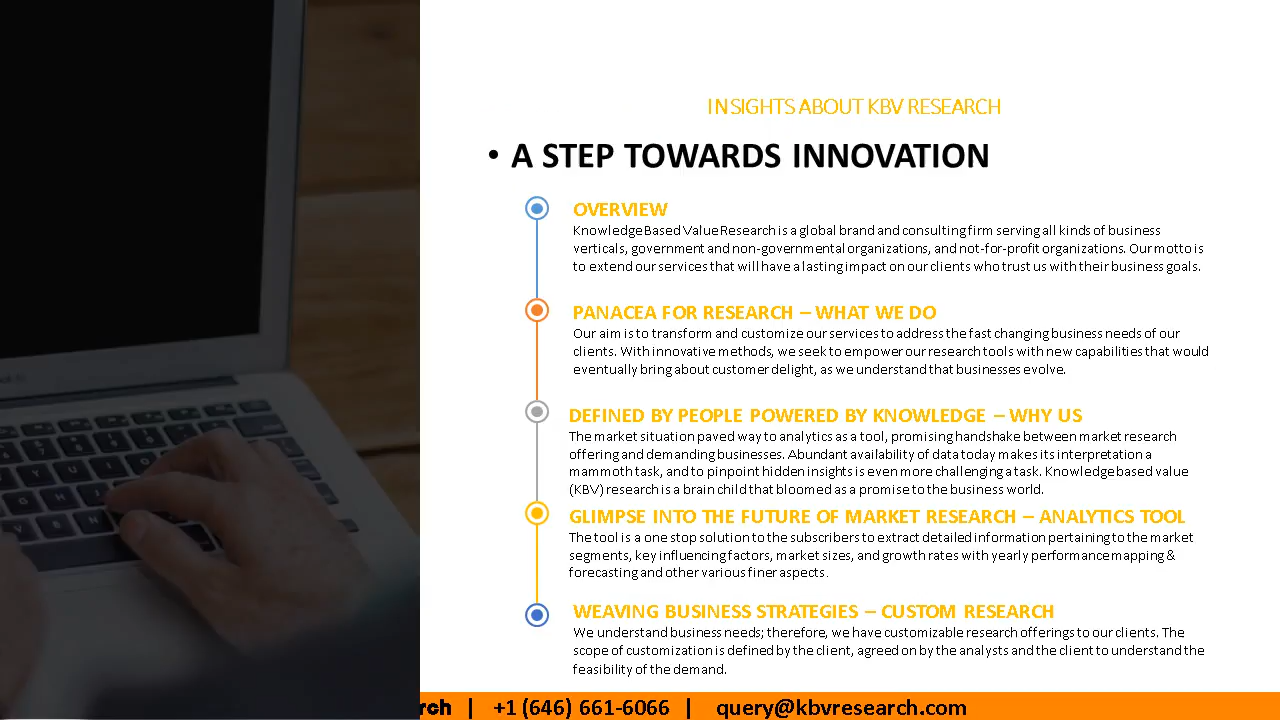 INSIGHTS ABOUT KBV RESEARCH
• A STEP TOWARDS INNOVATION
OVERVIEW
Knowledge Based Value Research is a global brand and consulting firm serving all kinds of business
verticals, government and non-governmental organizations, and not-for-profit organizations. Our motto is
to extend our services that will have a lasting impact on our clients who trust us with their business goals.
PANACEA FOR RESEARCH – WHAT WE DO
Our aim is to transform and customize our services to address the fast changing business needs of our
clients. With innovative methods, we seek to empower our research tools with new capabilities that would
eventually bring about customer delight, as we understand that businesses evolve.
DEFINED BY PEOPLE POWERED BY KNOWLEDGE – WHY US
The market situation paved way to analytics as a tool, promising handshake between market research
offering and demanding businesses. Abundant availability of data today makes its interpretation a
mammoth task, and to pinpoint hidden insights is even more challenging a task. Knowledge based value
(KBV) research is a brain child that bloomed as a promise to the business world.
GLIMPSE INTO THE FUTURE OF MARKET RESEARCH – ANALYTICS TOOL
The tool is a one stop solution to the subscribers to extract detailed information pertaining to the market
segments, key influencing factors, market sizes, and growth rates with yearly performance mapping &
forecasting and other various finer aspects.
WEAVING BUSINESS STRATEGIES – CUSTOM RESEARCH
We understand business needs; therefore, we have customizable research offerings to our clients. The
scope of customization is defined by the client, agreed on by the analysts and the client to understand the
feasibility of the demand.
rch | +1 (646) 661-6066 | query@kbvresearch.com